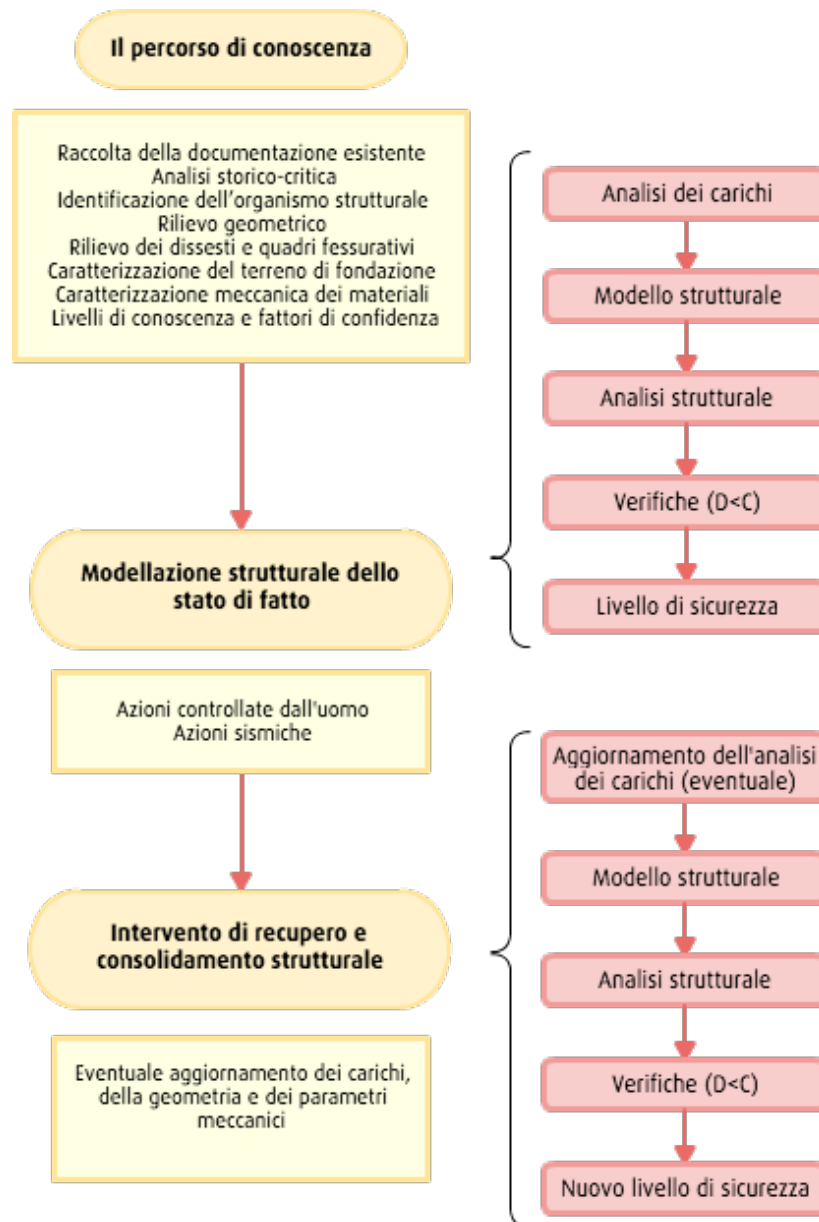 Il percorso di conoscenza
Raccolta della documentazione esistente
Analisi storico-critica
Identificazione dell'organismo strutturale
Rilievo geometrico
Rilievo dei dissesti e quadri fessurativi
Caratterizzazione del terreno di fondazione
Caratterizzazione meccanica dei materiali
Livelli di conoscenza e fattori di confidenza
Modellazione strutturale dello
stato di fatto
Analisi dei carichi
Modello strutturale
Analisi strutturale
Verifiche (D<C)
Livello di sicurezza
Azioni controllate dall'uomo
Azioni sismiche
Intervento di recupero e
consolidamento strutturale
Eventuale aggiornamento dei carichi,
della geometria e dei parametri
meccanici
Aggiornamento dell'analisi
dei carichi (eventuale)
Modello strutturale
Analisi strutturale
Verifiche (D<C)
Nuovo livello di sicurezza